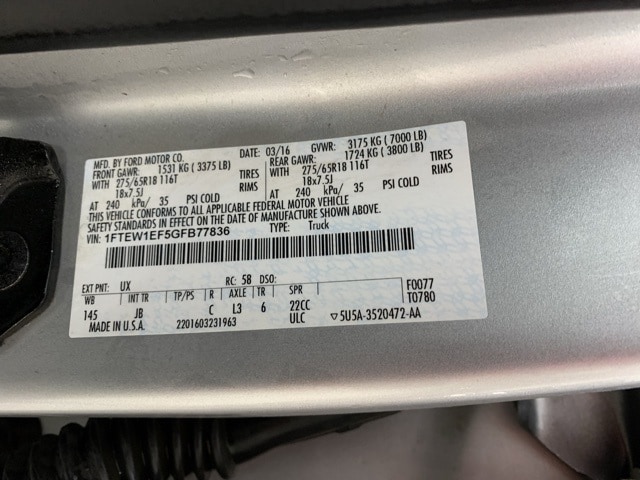 MFD. BY FORD MOTOR CO.
DATE: 03/16 GVWR: 3175 KG (7000 LB)
FRONT GAWR: 1531 KG (3375 LB) REAR GAWR: 1724 KG (3800 LB)
WITH 275/65R18 116T TIRES WITH 275/65R18 116T TIRES
18x7.5J RIMS 18x7.5J RIMS
AT 240 kPa/ 35 PSI COLD AT 240 kPa/ 35 PSI COLD
THIS VEHICLE CONFORMS TO ALL APPLICABLE FEDERAL MOTOR VEHICLE
SAFETY STANDARDS IN EFFECT ON THE DATE OF MANUFACTURE SHOWN ABOVE.
VIN: 1FTEW1EF5GFB77836 TYPE: Truck
EXT PNT: UX RC: 58 DSO: F0077
WB INT TR TP/PS R AXLE TR SPR T0780
145 JB C L3 6 22CC
ULC
MADE IN U.S.A. 2201603231963 ▽5U5A-3520472-AA